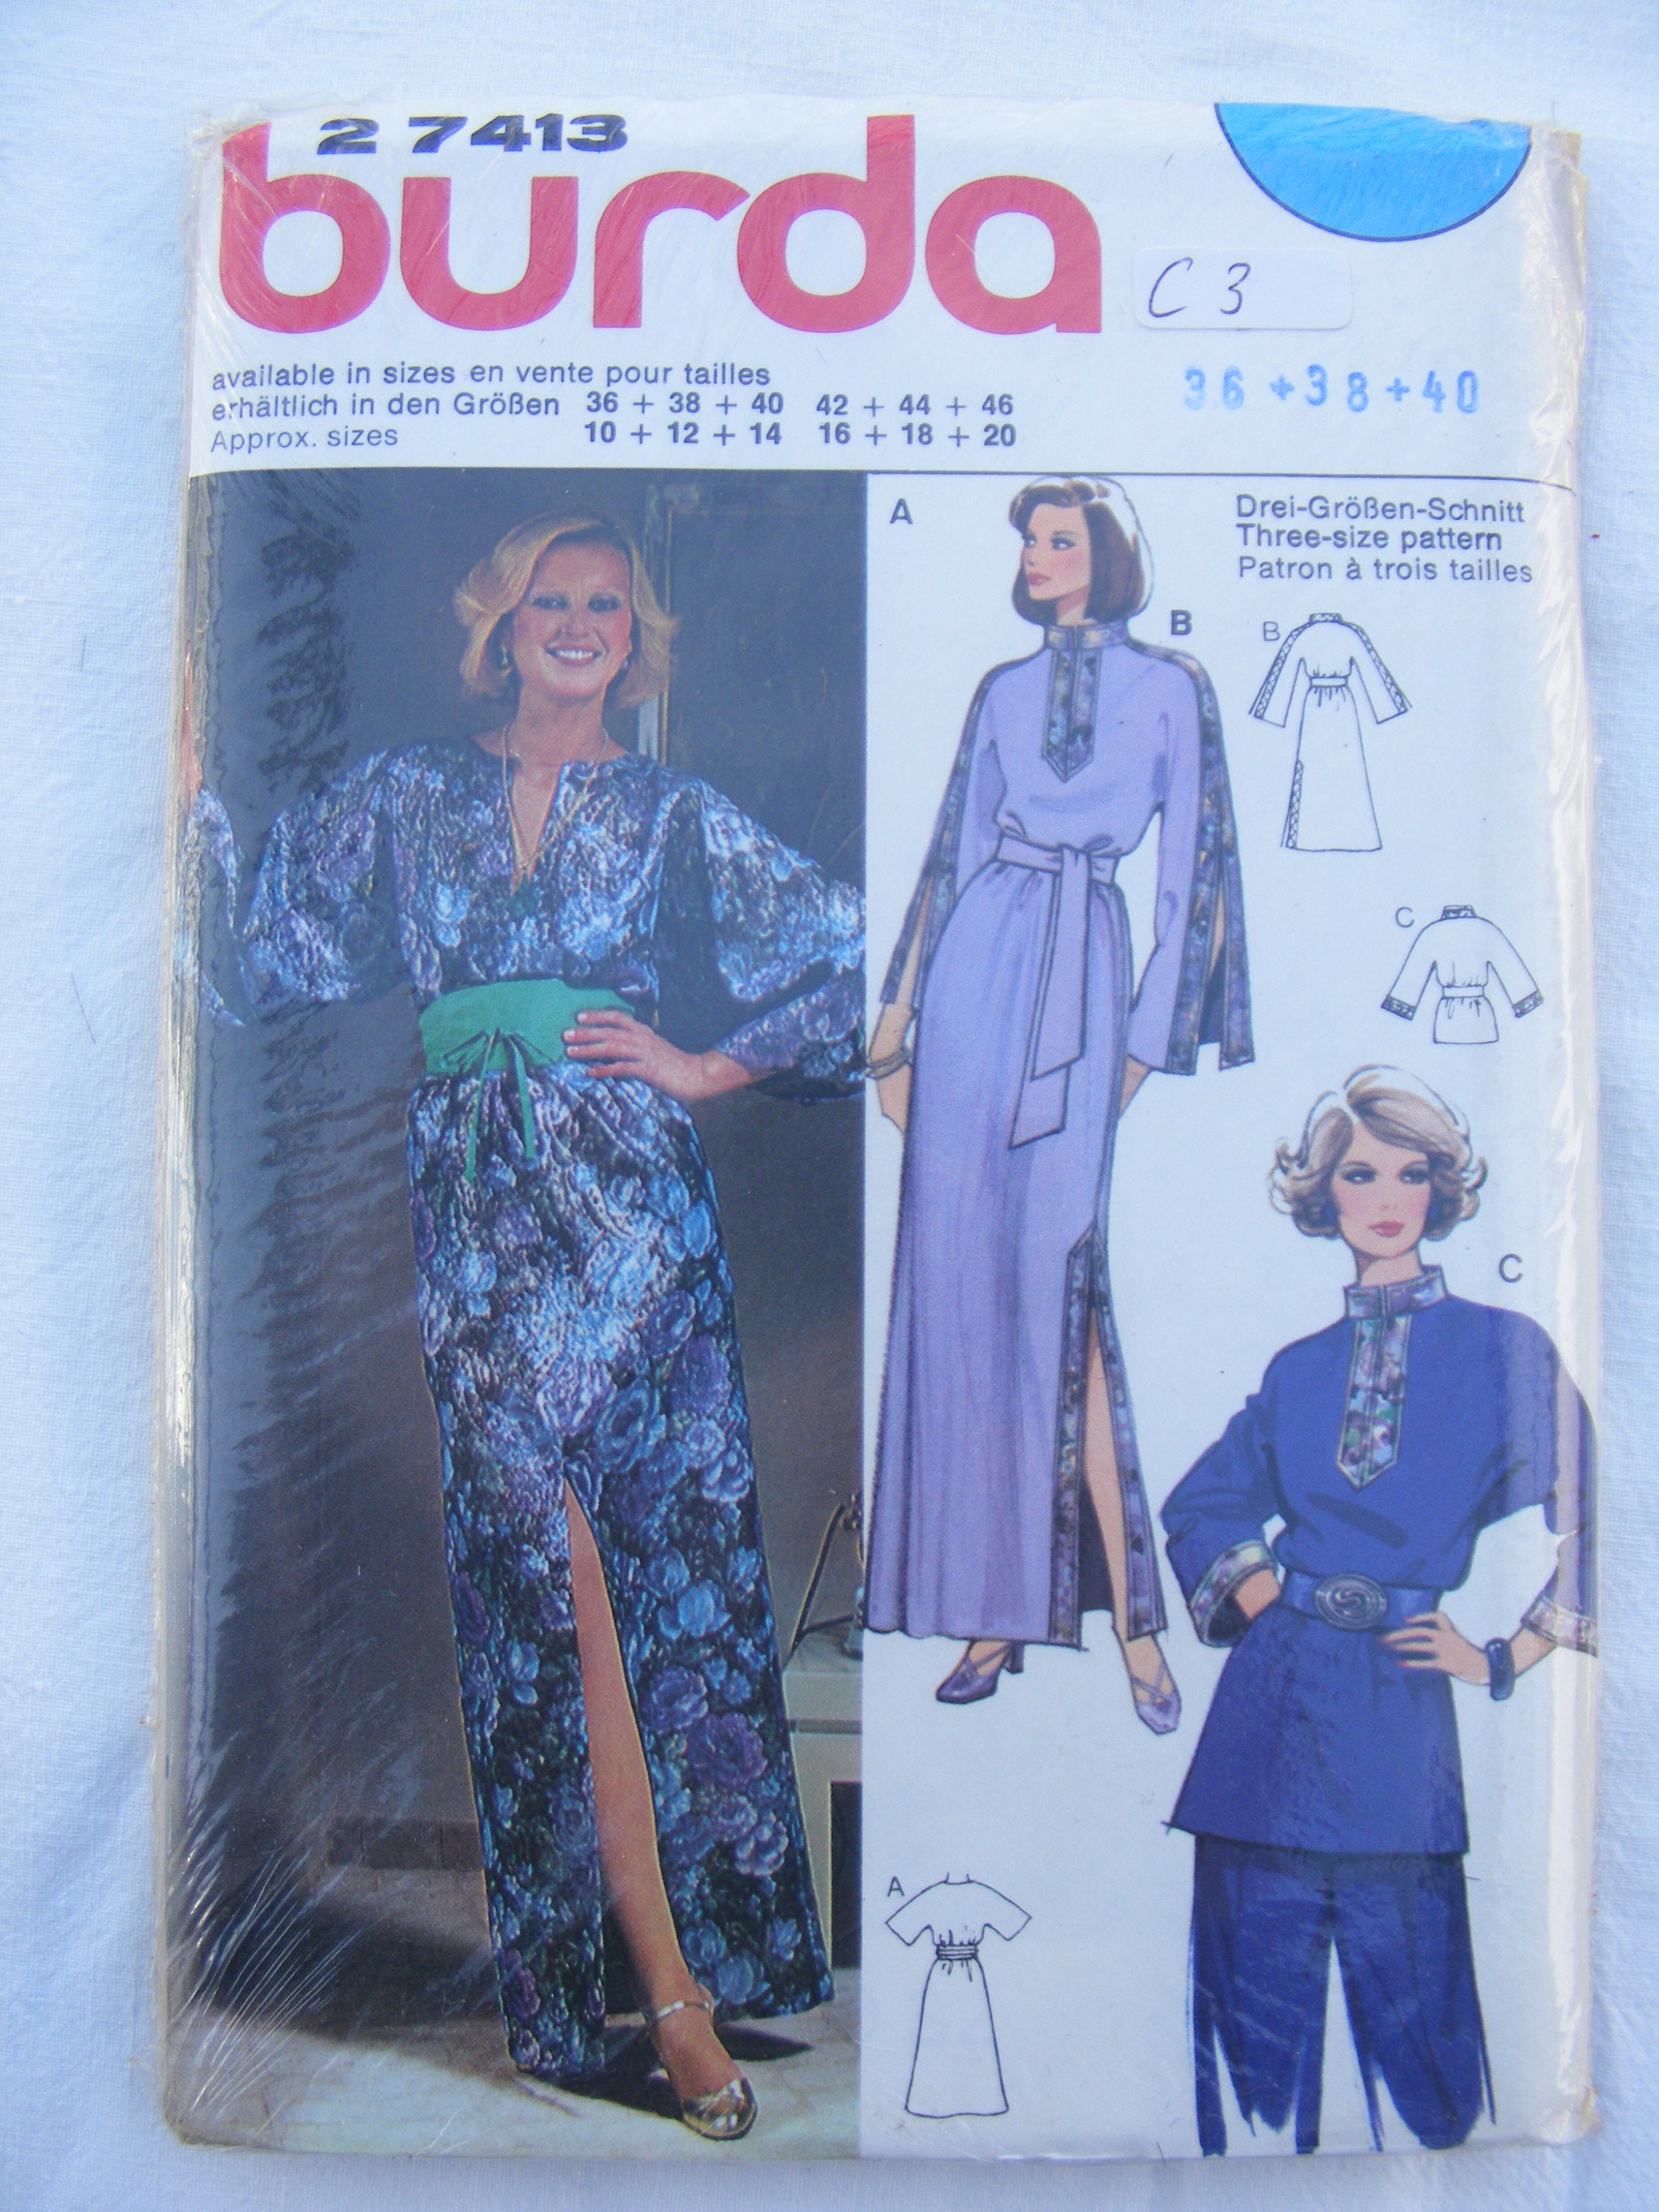 2 7413
burda
C 3
available in sizes en vente pour tailles
erhältlich in den Größen 36 + 38 + 40 42 + 44 + 46
Approx. sizes 10 + 12 + 14 16 + 18 + 20
36+38+40
A
Drei-Größen-Schnitt
Three-size pattern
Patron à trois tailles
B
B
C
C
A